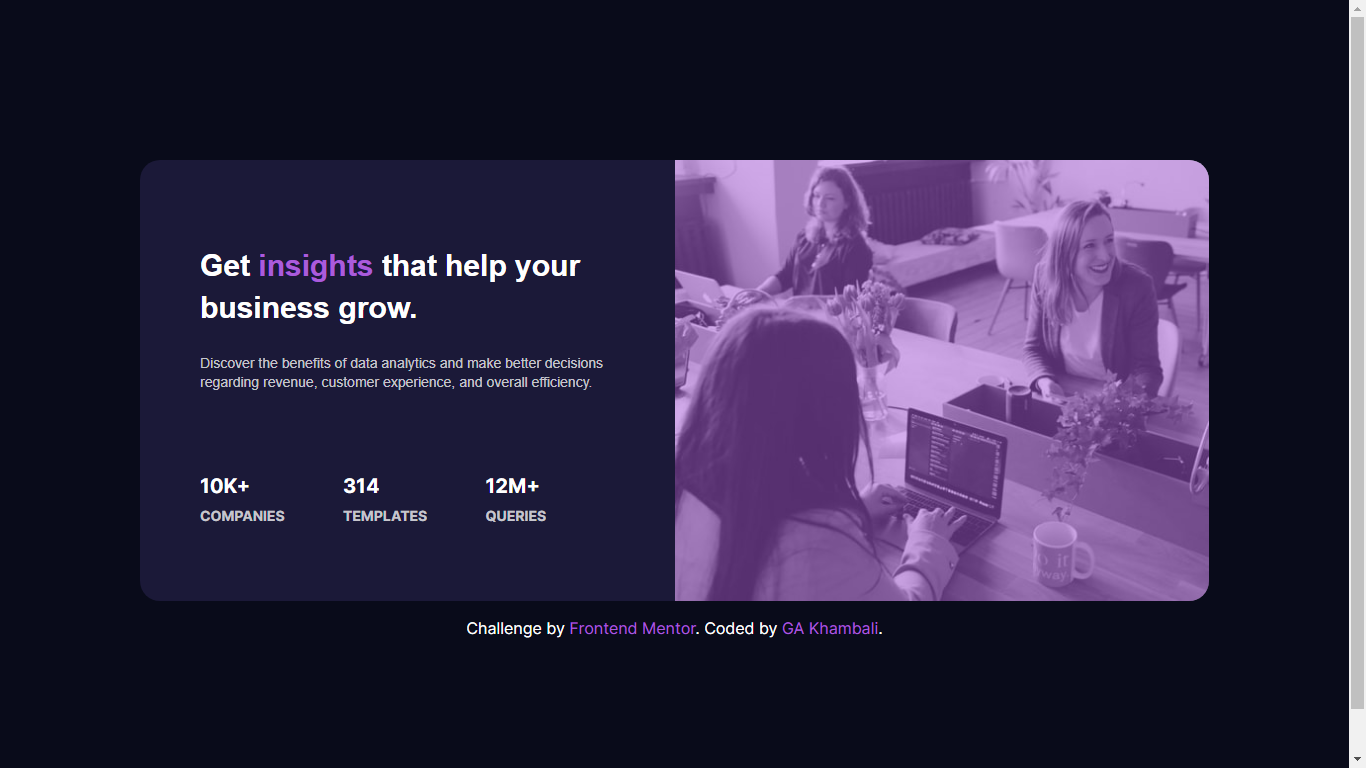 Get insights that help your
business grow.
Discover the benefits of data analytics and make better decisions
regarding revenue, customer experience, and overall efficiency.
10K+ 314 12M+
COMPANIES TEMPLATES QUERIES
Challenge by Frontend Mentor. Coded by GA Khambali.